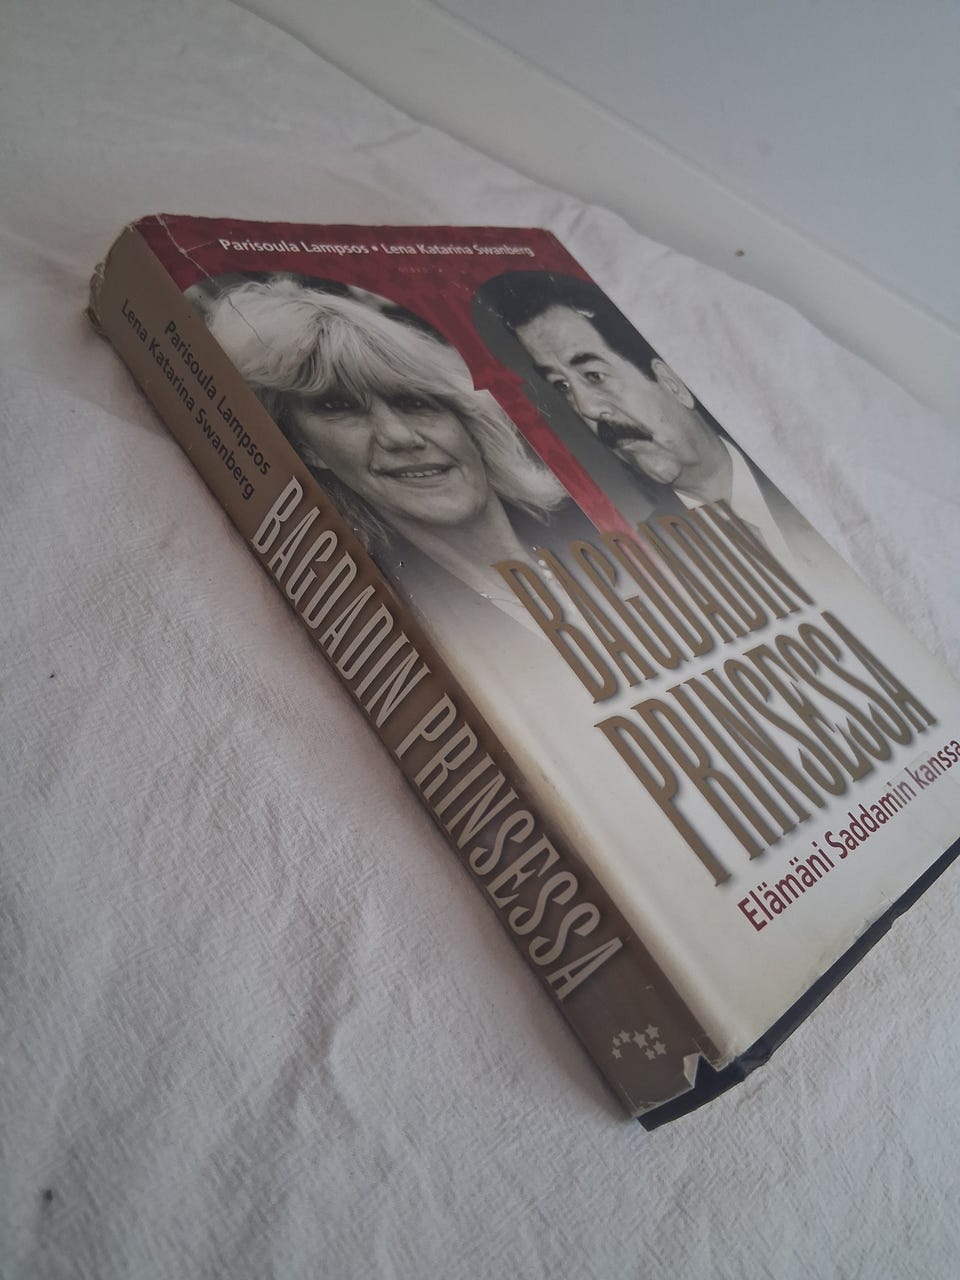 Parisoula Lampsos • Lena Katarina Swanberg
BAGDADIN
PRINSESSA
Elämäni Saddamin kanssa
Parisoula Lampsos
Lena Katarina Swanberg
BAGDADIN PRINSESSA